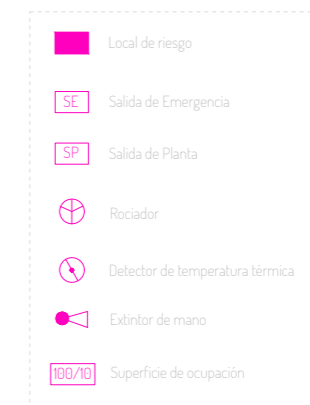 Local de riesgo
SE Salida de Emergencia
SP Salida de Planta
Rociador
Detector de temperatura térmica
Extintor de mano
100/10 Superficie de ocupación